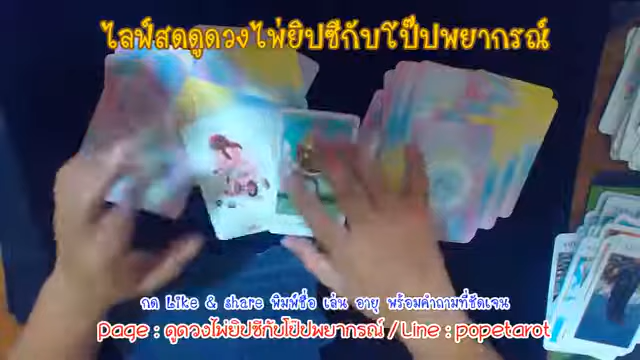 ไลฟ์สดดูดวงไพ่ยิปซีกับโป๊ปพยากรณ์
กด Like & share พิมพ์ชื่อ เล่น อายุ พร้อมคำถามที่ชัดเจน
Page : ดูดวงไพ่ยิปซีกับโป๊ปพยากรณ์ / Line : popetarot